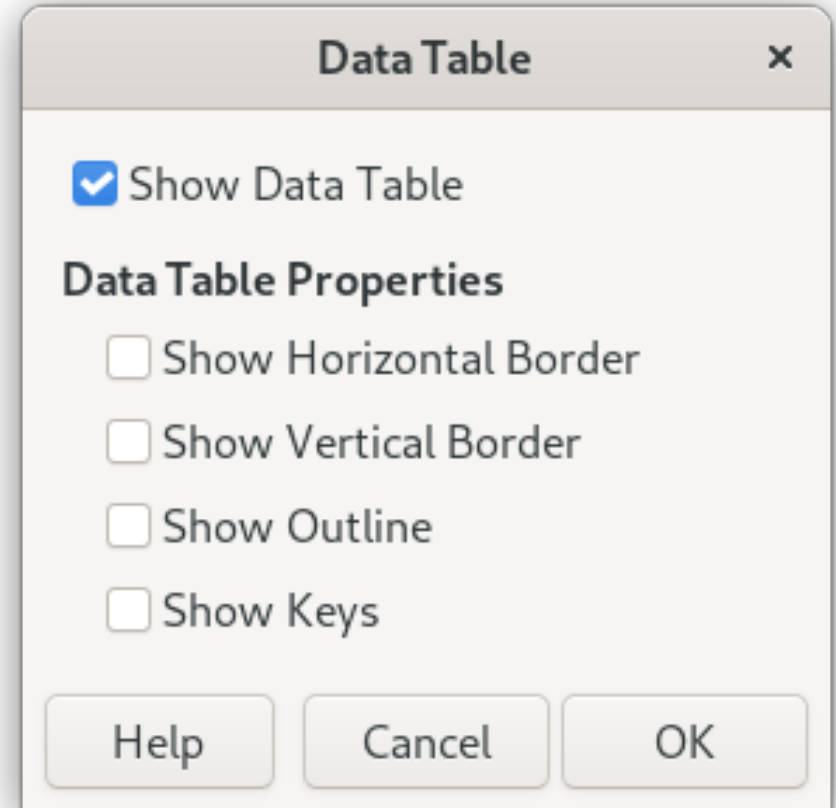 Data Table
Show Data Table
Data Table Properties
Show Horizontal Border
Show Vertical Border
Show Outline
Show Keys
Help Cancel OK